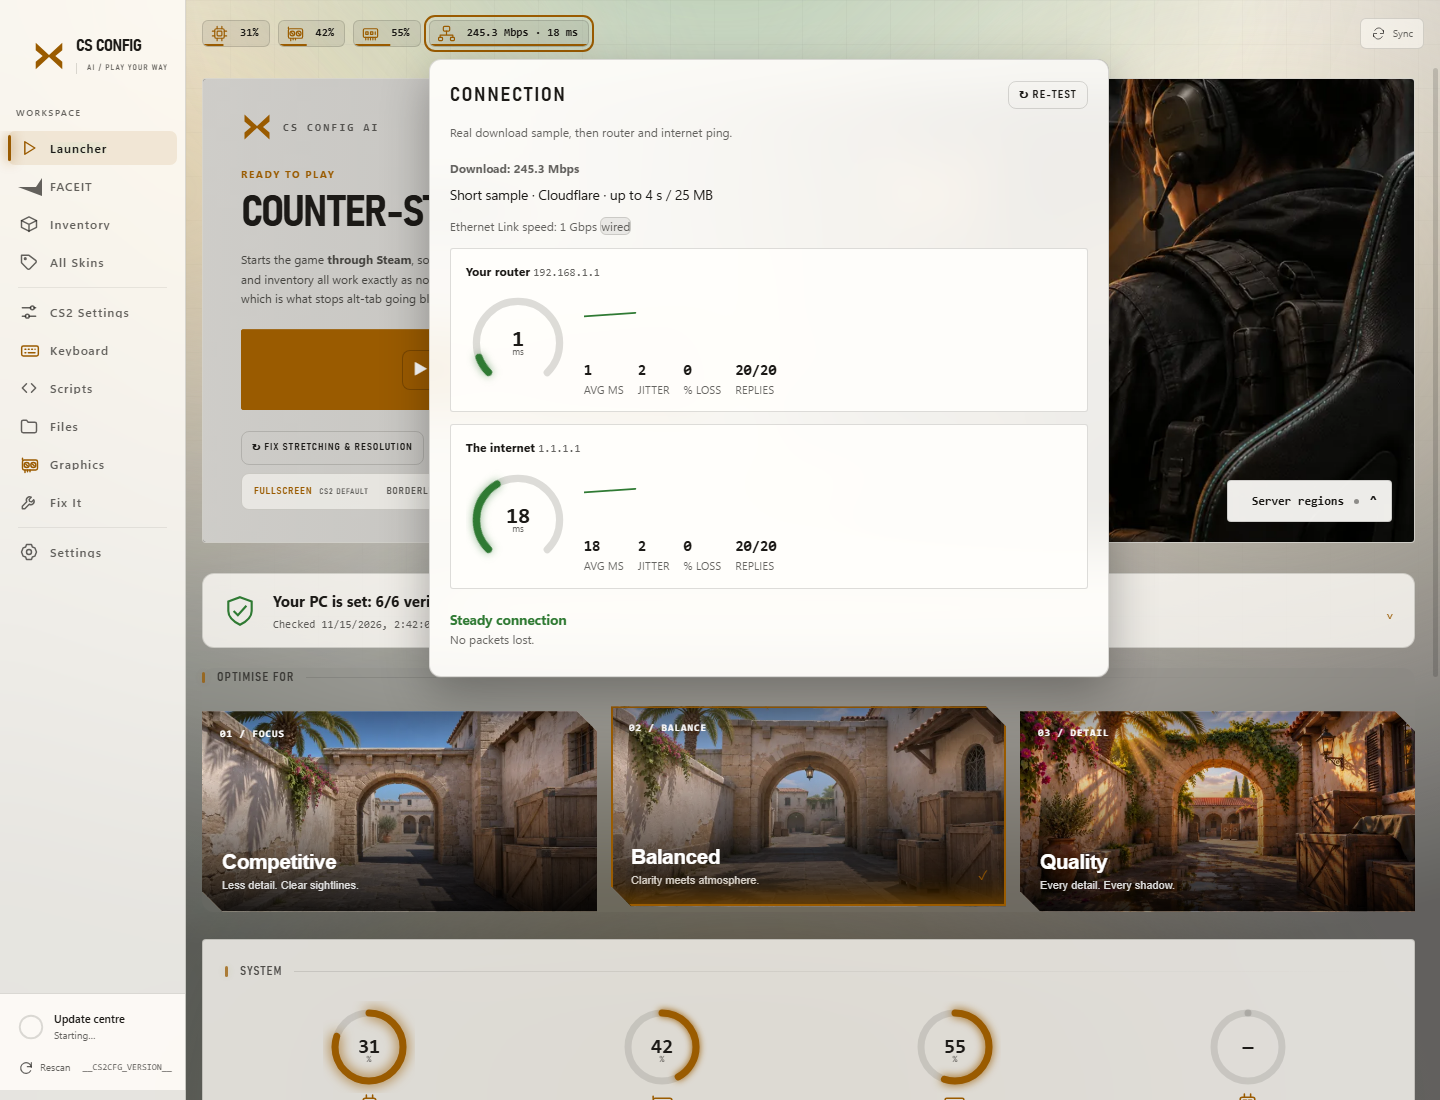 CS CONFIG
AI / PLAY YOUR WAY
WORKSPACE
Launcher
FACEIT
Inventory
All Skins
CS2 Settings
Keyboard
Scripts
Files
Graphics
Fix It
Settings
Update centre
Starting...
Rescan
__CS2CFG_VERSION__
31%
42%
55%
245.3 Mbps · 18 ms
Sync
CS CONFIG AI
READY TO PLAY
COUNTER-ST
Starts the game through Steam, so
and inventory all work exactly as no
which is what stops alt-tab going bl
↻ FIX STRETCHING & RESOLUTION
FULLSCREEN CS2 DEFAULT BORDERL
CONNECTION
↻ RE-TEST
Real download sample, then router and internet ping.
Download: 245.3 Mbps
Short sample · Cloudflare · up to 4 s / 25 MB
Ethernet Link speed: 1 Gbps wired
Your router 192.168.1.1
1
ms
1 2 0 20/20
AVG MS JITTER % LOSS REPLIES
The internet 1.1.1.1
18
ms
18 2 0 20/20
AVG MS JITTER % LOSS REPLIES
Steady connection
No packets lost.
Server regions
Your PC is set: 6/6 veri
Checked 11/15/2026, 2:42:0
OPTIMISE FOR
01 / FOCUS
Competitive
Less detail. Clear sightlines.
02 / BALANCE
Balanced
Clarity meets atmosphere.
03 / DETAIL
Quality
Every detail. Every shadow.
SYSTEM
31
%
42
%
55
%
—